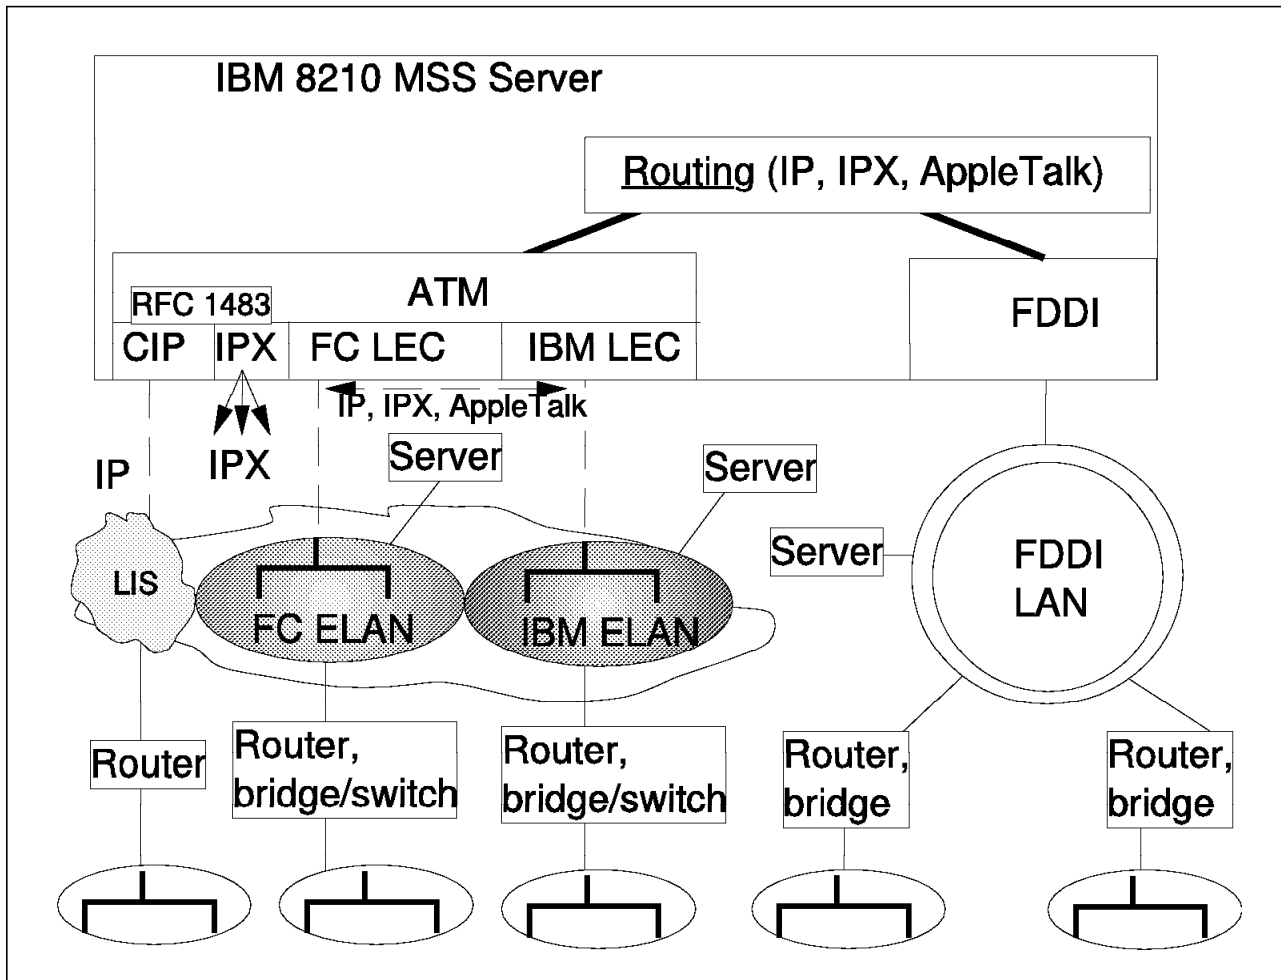 IBM 8210 MSS Server
Routing (IP, IPX, AppleTalk)
ATM
RFC 1483
FDDI
CIP
IPX
FC LEC
IBM LEC
IP, IPX, AppleTalk
IP
IPX
Server
Server
Server
LIS
FC ELAN
IBM ELAN
FDDI
LAN
Router
Router,
bridge/switch
Router,
bridge/switch
Router,
bridge
Router,
bridge